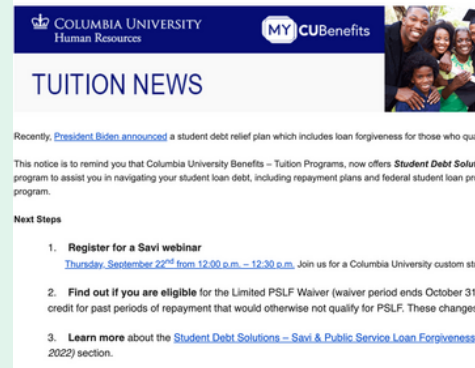 COLUMBIA UNIVERSITY
Human Resources
MY CUBenefits
TUITION NEWS
Recently, President Biden announced a student debt relief plan which includes loan forgiveness for those who qua
This notice is to remind you that Columbia University Benefits – Tuition Programs, now offers Student Debt Solut
program to assist you in navigating your student loan debt, including repayment plans and federal student loan pr
program.
Next Steps
1. Register for a Savi webinar
Thursday, September 22nd from 12:00 p.m. – 12:30 p.m. Join us for a Columbia University custom st
2. Find out if you are eligible for the Limited PSLF Waiver (waiver period ends October 31
credit for past periods of repayment that would otherwise not qualify for PSLF. These changes
3. Learn more about the Student Debt Solutions – Savi & Public Service Loan Forgiveness
2022) section.